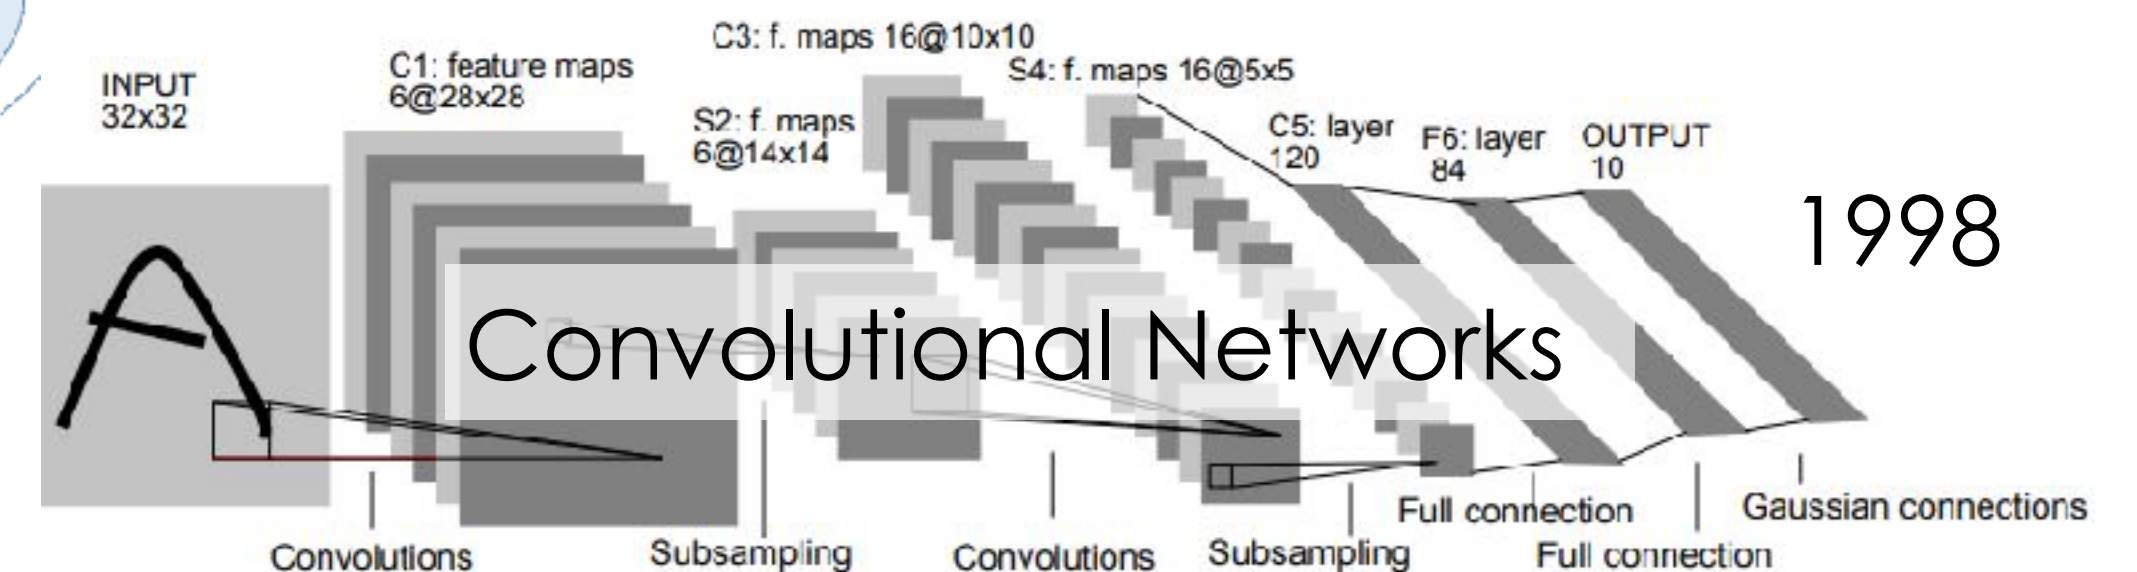 INPUT
32x32
C1: feature maps
6@28x28
S2: f. maps
6@14x14
C3: f. maps 16@10x10
S4: f. maps 16@5x5
C5: layer
120
F6: layer
84
OUTPUT
10
1998
A
Convolutional Networks
Convolutions
Subsampling
Convolutions
Subsampling
Full connection
Full connection
Gaussian connections